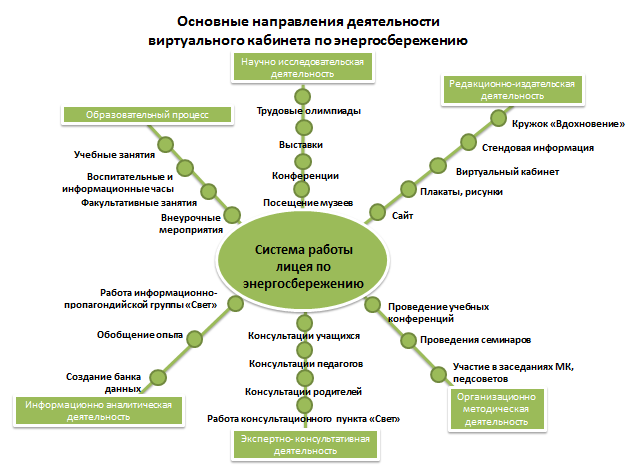 Основные направления деятельности
виртуального кабинета по энергосбережению
Научно исследовательская
деятельность
Трудовые олимпиады
Выставки
Конференции
Посещение музеев
Редакционно-издательская
деятельность
Кружок «Вдохновение»
Стендовая информация
Виртуальный кабинет
Плакаты, рисунки
Сайт
Образовательный процесс
Учебные занятия
Воспитательные и
информационные часы
Факультативные занятия
Внеурочные
мероприятия
Система работы
лицея по
энергосбережению
Работа информационно-
пропагондийской группы «Свет»
Обобщение опыта
Создание банка
данных
Информационно аналитическая
деятельность
Консультации учащихся
Консультации педагогов
Консультации родителей
Работа консультационного пункта «Свет»
Экспертно- консультативная
деятельность
Проведение учебных
конференций
Проведения семинаров
Участие в заседаниях МК,
педсоветов
Организационно
методическая
деятельность